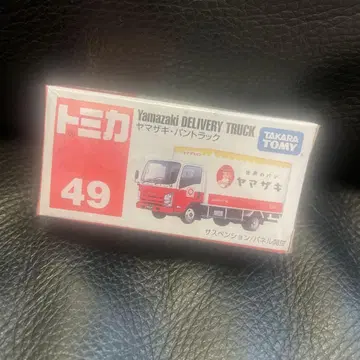 トミカ
49
Yamazaki DELIVERY TRUCK
ヤマザキ・パントラック
TAKARA
TOMY
ヤマザキ
サスペンション/パネル開閉